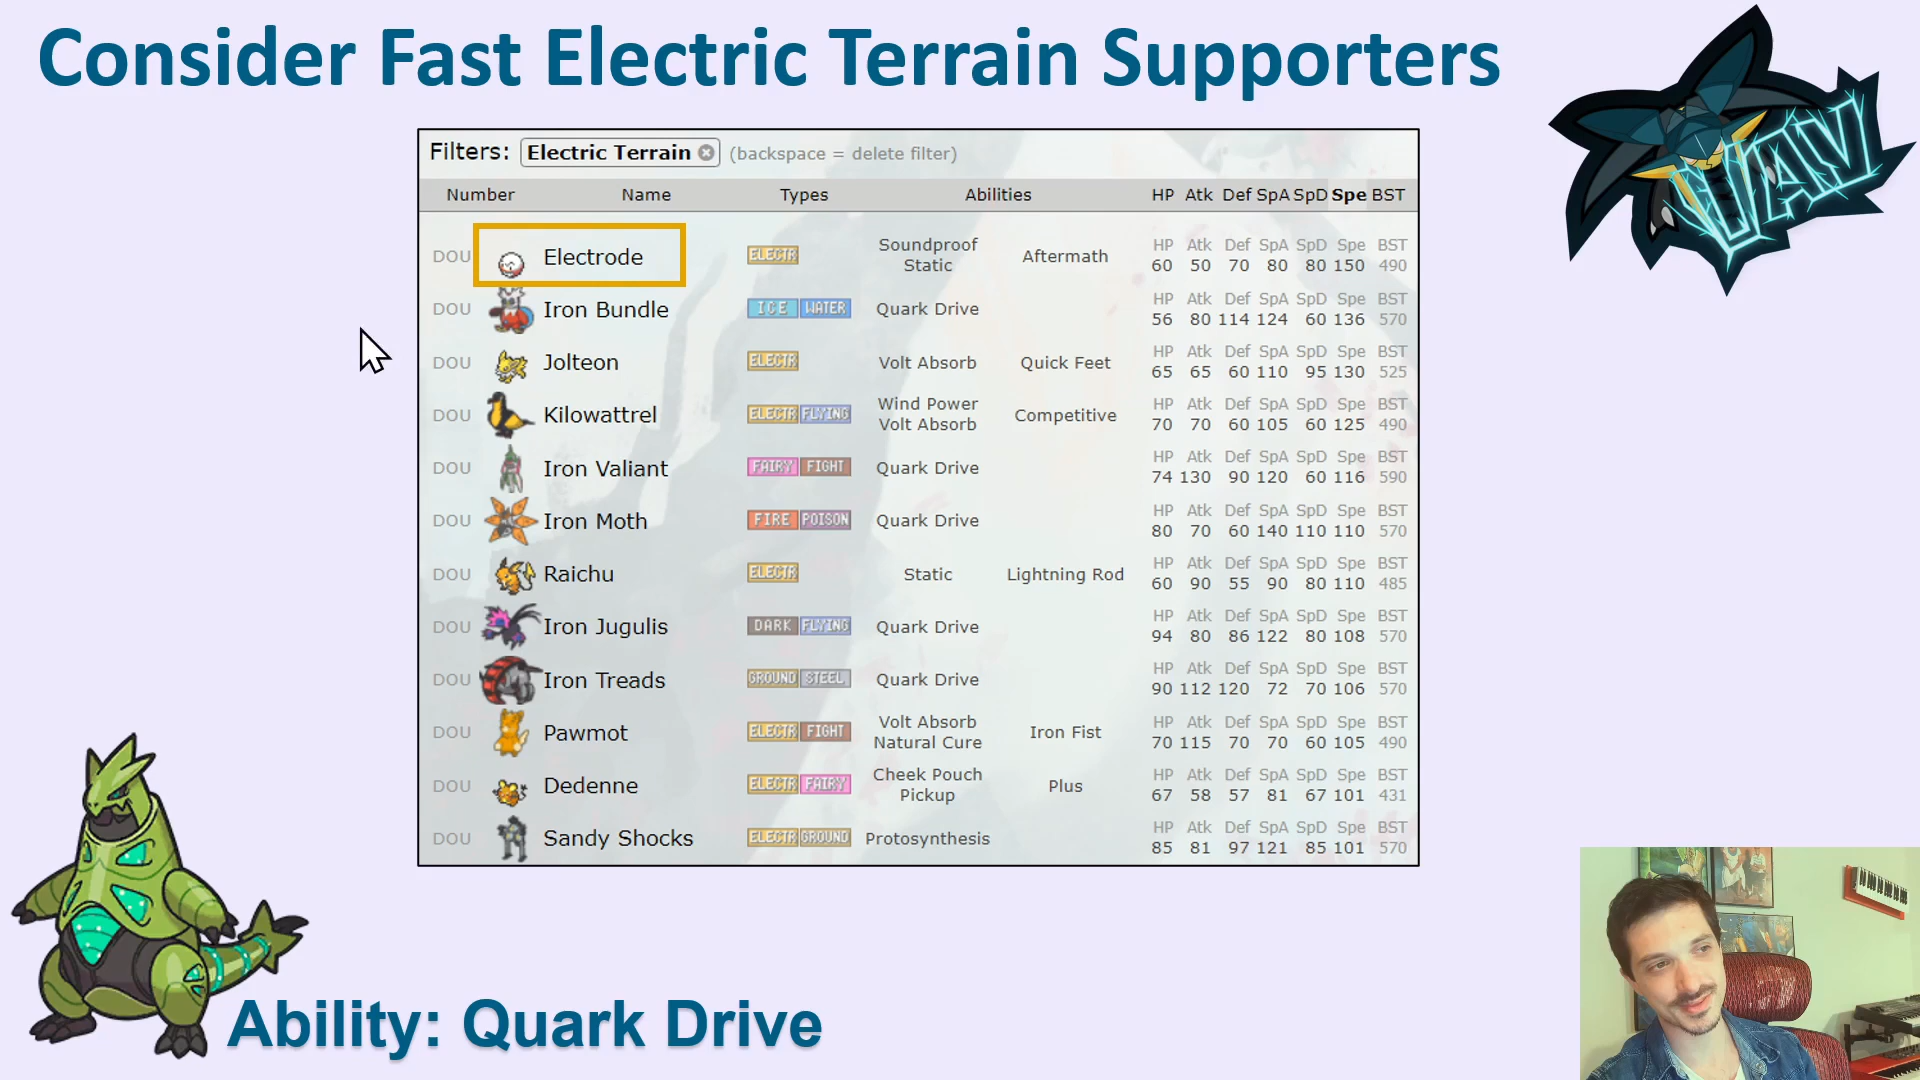 Consider Fast Electric Terrain Supporters
UAV
Filters: Electric Terrain (backspace = delete filter)
Number Name Types Abilities HP Atk Def SpA SpD Spe BST
DOU Electrode ELECTR Soundproof Static Aftermath HP 60 Atk 50 Def 70 SpA 80 SpD 80 Spe 150 BST 490
DOU Iron Bundle ICE WATER Quark Drive HP 56 Atk 80 Def 114 SpA 124 SpD 60 Spe 136 BST 570
DOU Jolteon ELECTR Volt Absorb Quick Feet HP 65 Atk 65 Def 60 SpA 110 SpD 95 Spe 130 BST 525
DOU Kilowattrel ELECTR FLYING Wind Power Volt Absorb Competitive HP 70 Atk 70 Def 60 SpA 105 SpD 60 Spe 125 BST 490
DOU Iron Valiant FAIRY FIGHT Quark Drive HP 74 Atk 130 Def 90 SpA 120 SpD 60 Spe 116 BST 590
DOU Iron Moth FIRE POISON Quark Drive HP 80 Atk 70 Def 60 SpA 140 SpD 110 Spe 110 BST 570
DOU Raichu ELECTR Static Lightning Rod HP 60 Atk 90 Def 55 SpA 90 SpD 80 Spe 110 BST 485
DOU Iron Jugulis DARK FLYING Quark Drive HP 94 Atk 80 Def 86 SpA 122 SpD 80 Spe 108 BST 570
DOU Iron Treads GROUND STEEL Quark Drive HP 90 Atk 112 Def 120 SpA 72 SpD 70 Spe 106 BST 570
DOU Pawmot ELECTR FIGHT Volt Absorb Natural Cure Iron Fist HP 70 Atk 115 Def 70 SpA 70 SpD 60 Spe 105 BST 490
DOU Dedenne ELECTR FAIRY Cheek Pouch Pickup Plus HP 67 Atk 58 Def 57 SpA 81 SpD 67 Spe 101 BST 431
DOU Sandy Shocks ELECTR GROUND Protosynthesis HP 85 Atk 81 Def 97 SpA 121 SpD 85 Spe 101 BST 570
Ability: Quark Drive